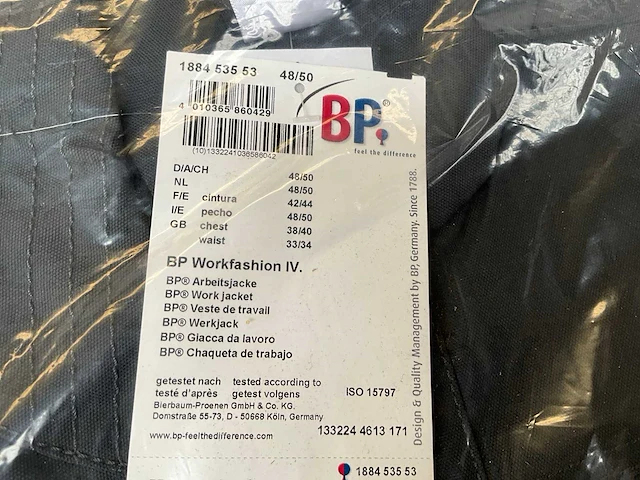 1884 535 53 48/50
4 010365 860429
(10)1332241036586042
BP®
feel the difference
D/A/CH 48/50
NL 48/50
F/E cintura 42/44
I/E pecho 48/50
GB chest 38/40
waist 33/34
BP Workfashion IV.
BP® Arbeitsjacke
BP® Work jacket
BP® Veste de travail
BP® Werkjack
BP® Giacca da lavoro
BP® Chaqueta de trabajo
getestet nach tested according to
testé d'après getest volgens ISO 15797
Bierbaum-Proenen GmbH & Co. KG.
Domstraße 55-73, D - 50668 Köln, Germany
www.bp-feelthedifference.com 133224 4613 171
Design & Quality Management by BP, Germany. Since 1788.
1884 535 53